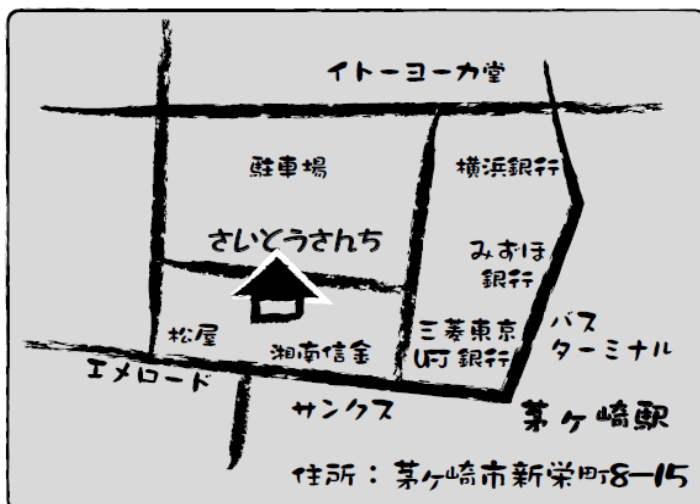 イトーヨーカ堂
駐車場
横浜銀行
さいとうさんち
みずほ
銀行
松屋
湘南信金
三菱東京
UFJ銀行
バス
ターミナル
エメロード
サンクス
茅ヶ崎駅
住所：茅ヶ崎市新栄町8-15